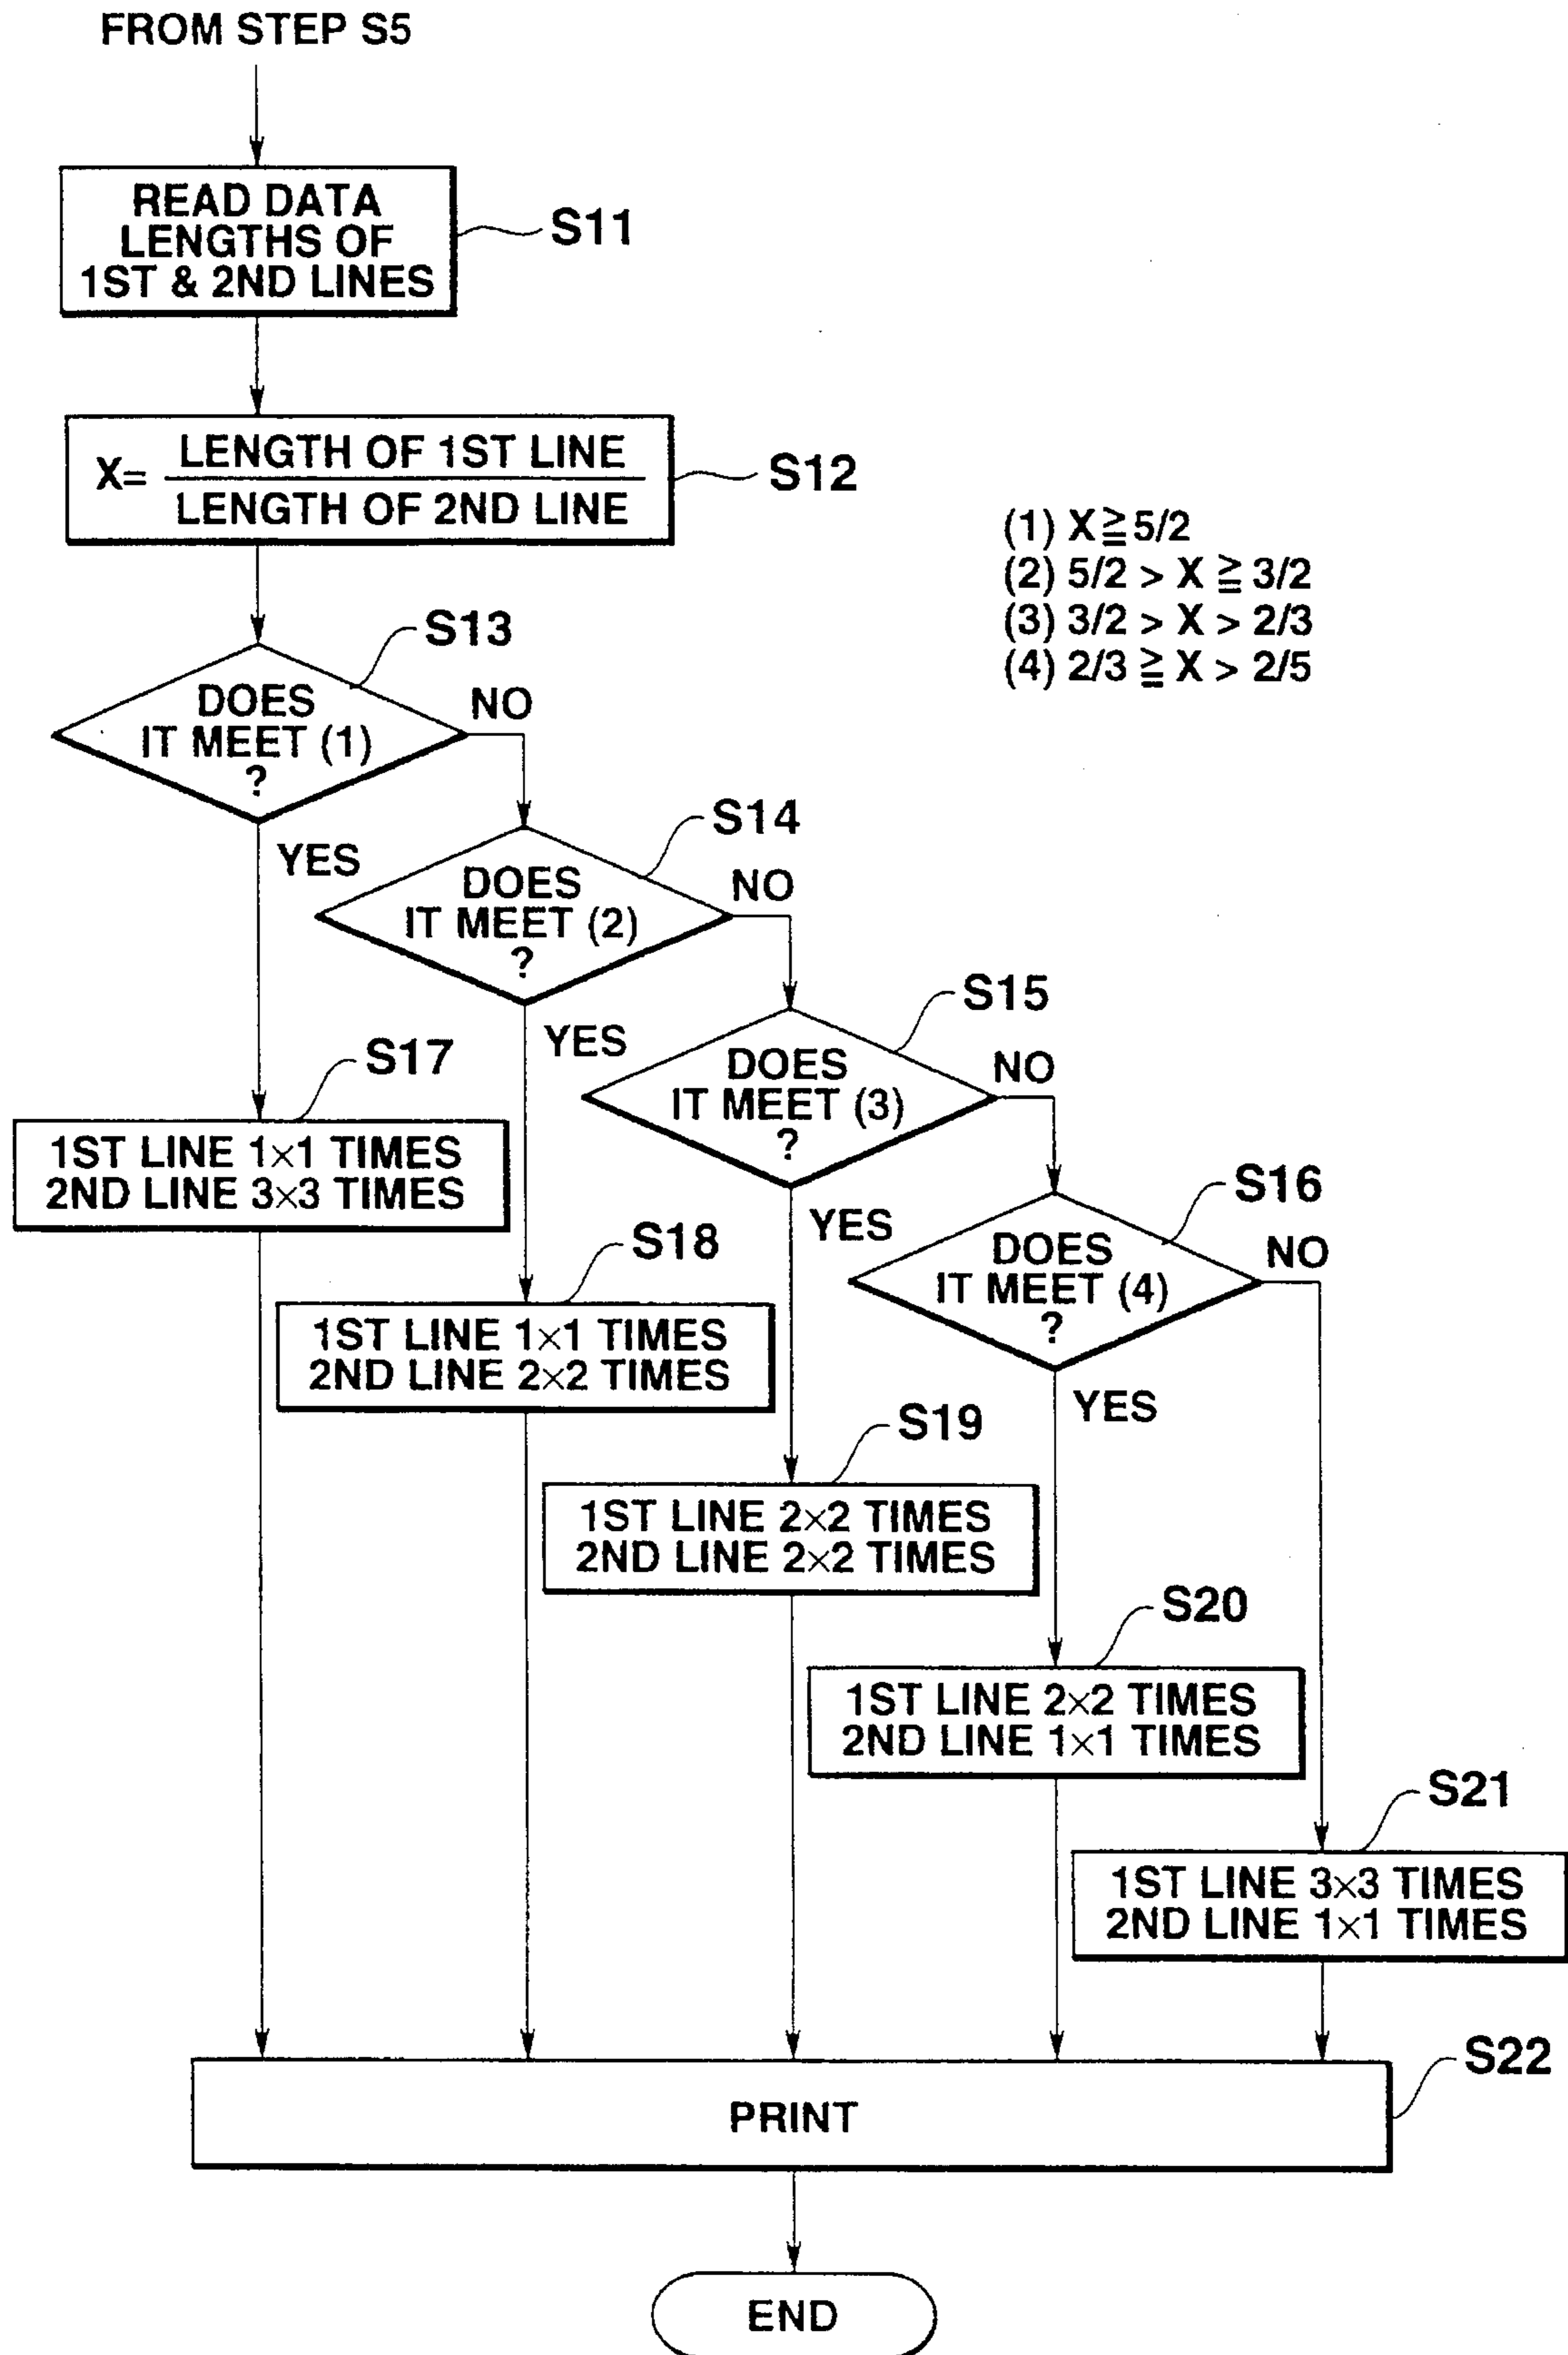 FROM STEP S5
READ DATA
LENGTHS OF
1ST & 2ND LINES
S11
X= LENGTH OF 1ST LINE
LENGTH OF 2ND LINE
S12
(1) X ≧ 5/2
(2) 5/2 > X ≧ 3/2
(3) 3/2 > X > 2/3
(4) 2/3 ≧ X > 2/5
S13
DOES
IT MEET (1)
?
NO
YES
S14
DOES
IT MEET (2)
?
NO
YES
S15
DOES
IT MEET (3)
?
NO
YES
S16
DOES
IT MEET (4)
?
NO
YES
S17
1ST LINE 1×1 TIMES
2ND LINE 3×3 TIMES
S18
1ST LINE 1×1 TIMES
2ND LINE 2×2 TIMES
S19
1ST LINE 2×2 TIMES
2ND LINE 2×2 TIMES
S20
1ST LINE 2×2 TIMES
2ND LINE 1×1 TIMES
S21
1ST LINE 3×3 TIMES
2ND LINE 1×1 TIMES
S22
PRINT
END